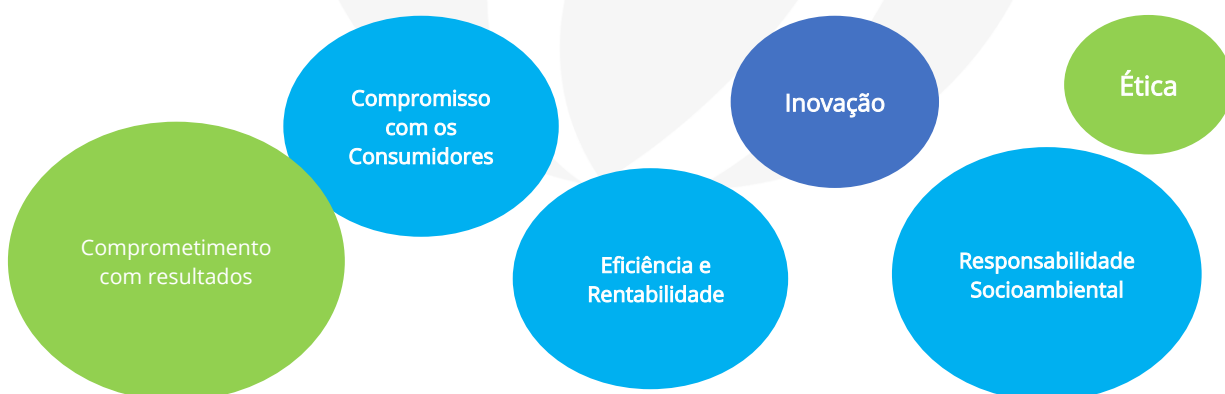 Compromisso
com os
Consumidores
Inovação
Ética
Comprometimento
com resultados
Eficiência e
Rentabilidade
Responsabilidade
Socioambiental